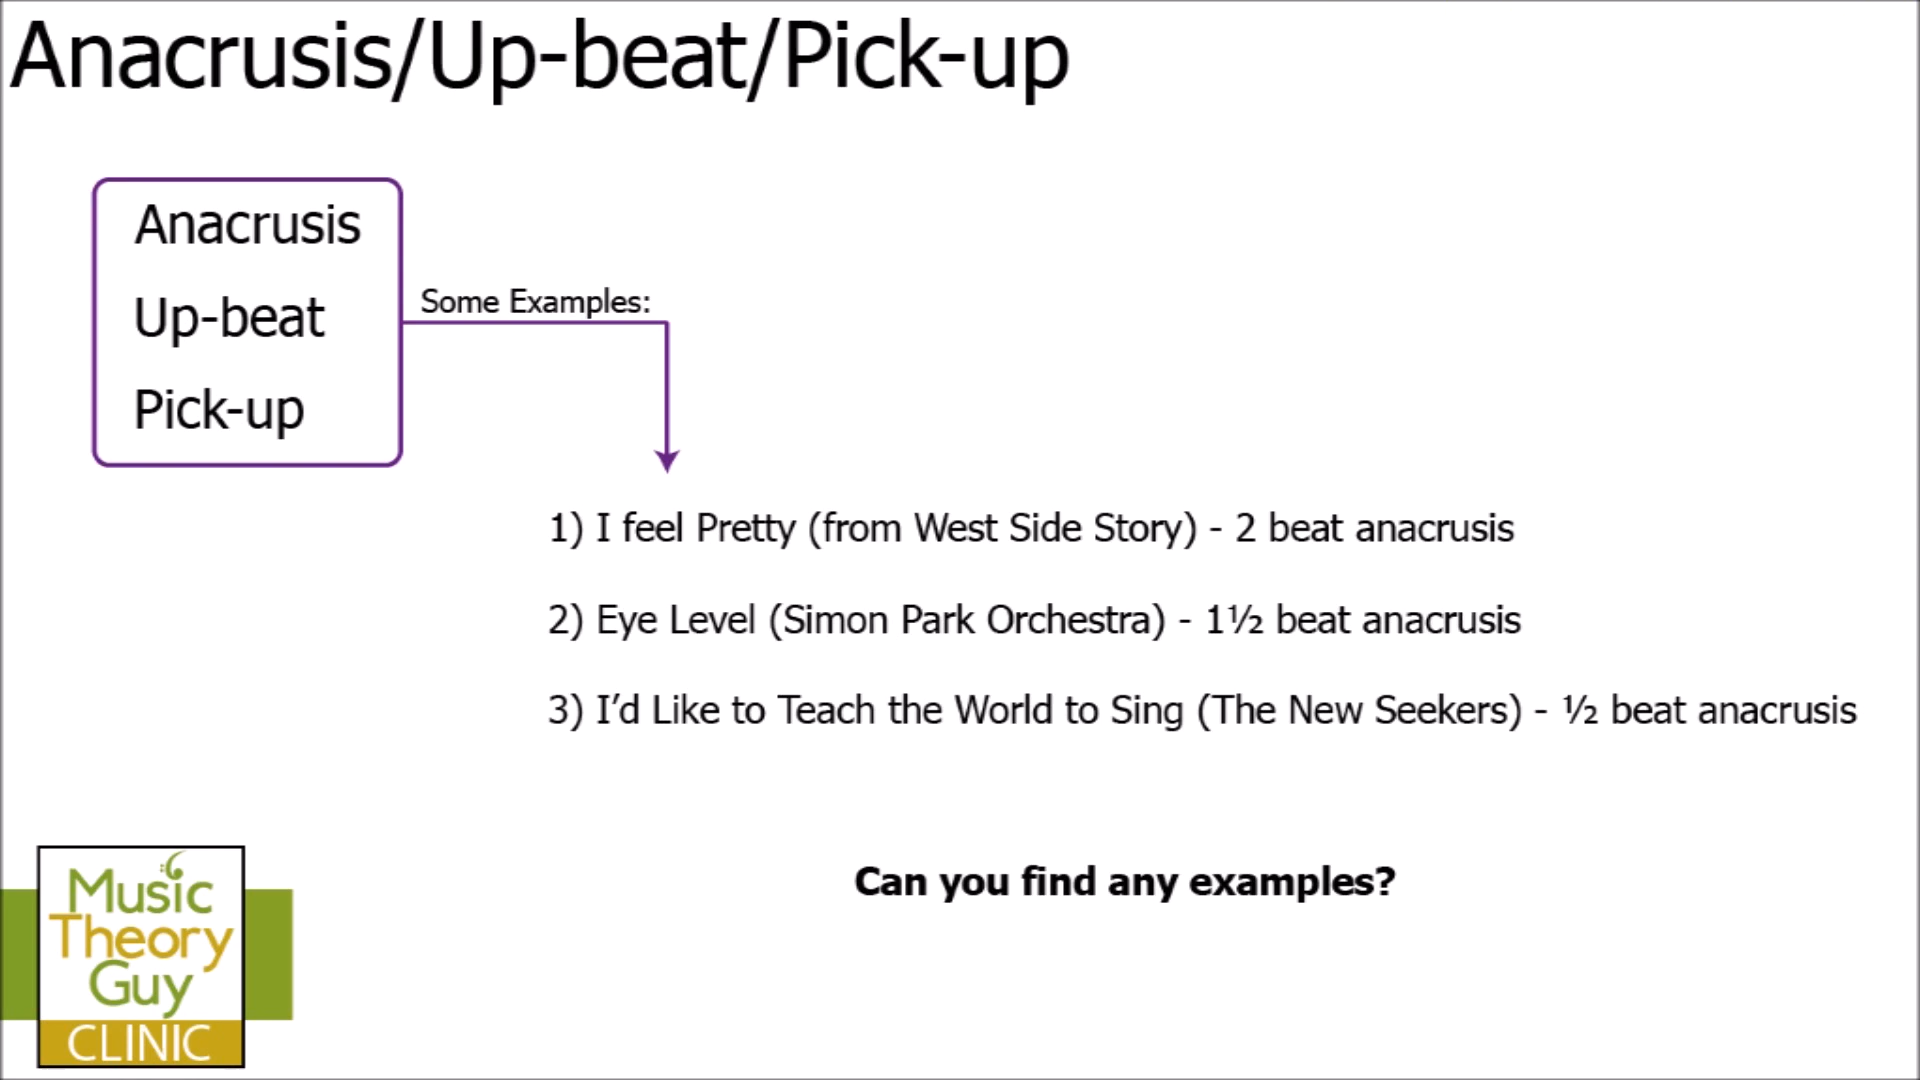 Anacrusis/Up-beat/Pick-up
Anacrusis
Up-beat
Pick-up
Some Examples:
1) I feel Pretty (from West Side Story) - 2 beat anacrusis
2) Eye Level (Simon Park Orchestra) - 1½ beat anacrusis
3) I’d Like to Teach the World to Sing (The New Seekers) - ½ beat anacrusis
Can you find any examples?
Music
Theory
Guy
CLINIC